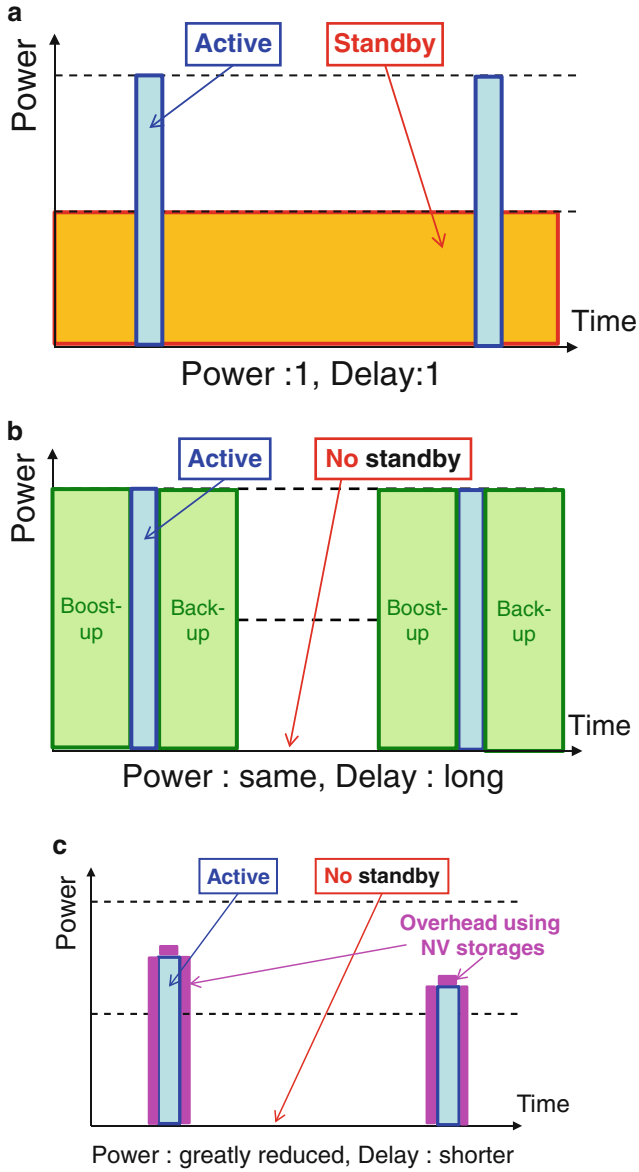 a
Active
Standby
Power
Time
Power :1, Delay:1
b
Active
No standby
Power
Boost-
up
Back-
up
Boost-
up
Back-
up
Time
Power : same, Delay : long
c
Active
No standby
Power
Overhead using
NV storages
Time
Power : greatly reduced, Delay : shorter